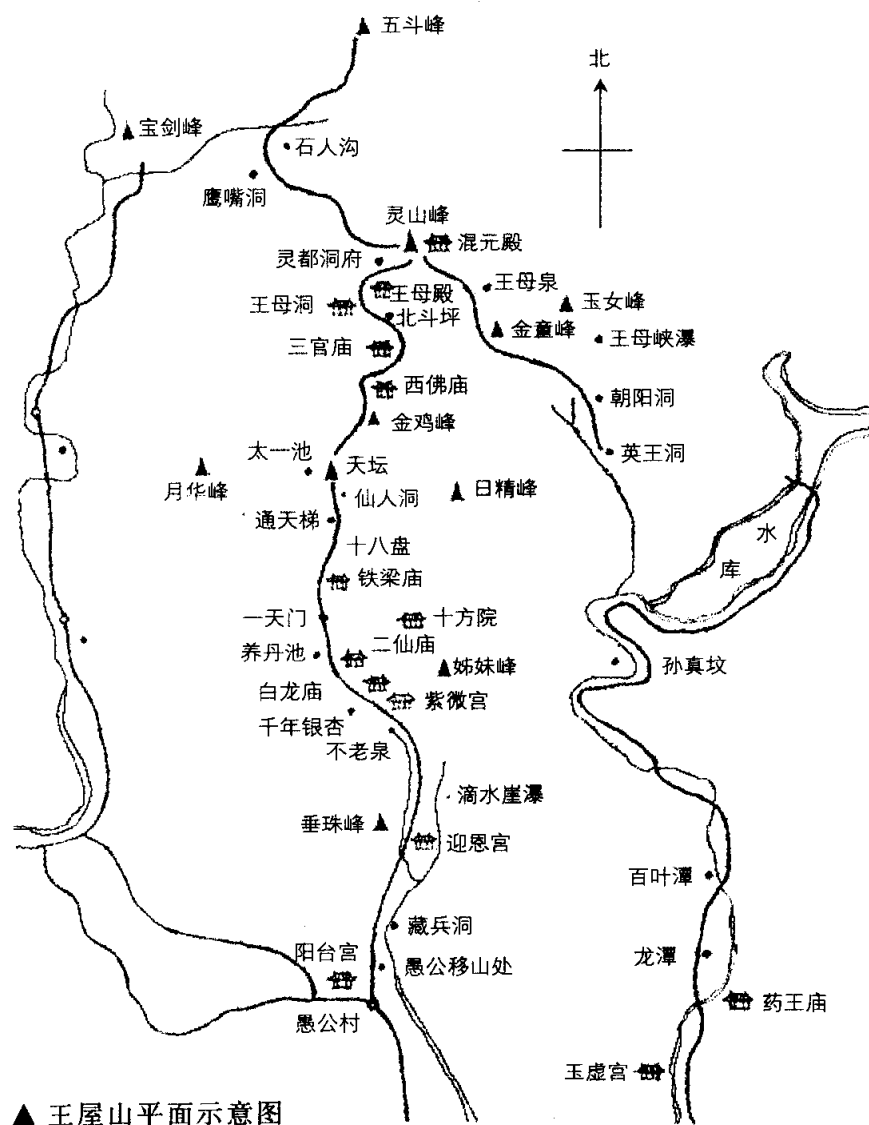 五斗峰
北
宝剑峰
石人沟
鹰嘴洞
灵山峰
混元殿
灵都洞府
王母泉
王母殿
玉女峰
王母洞
北斗坪
金童峰
王母峡瀑
三官庙
西佛庙
朝阳洞
金鸡峰
太一池
天坛
英王洞
月华峰
仙人洞
日精峰
通天梯
水
库
十八盘
铁梁庙
一天门
十方院
养丹池
二仙庙
姊妹峰
孙真坟
白龙庙
紫微宫
千年银杏
不老泉
滴水崖瀑
垂珠峰
迎恩宫
百叶潭
藏兵洞
阳台宫
愚公移山处
龙潭
药王庙
愚公村
玉虚宫
▲ 王屋山平面示意图